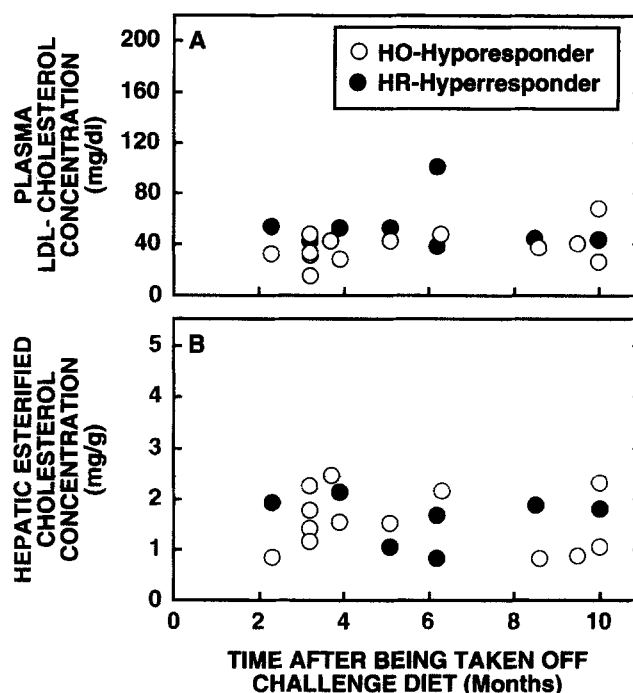 A
HO-Hyporesponder
HR-Hyperresponder
PLASMA
LDL- CHOLESTEROL
CONCENTRATION
(mg/dl)
200
160
120
80
40
0
B
HEPATIC ESTERIFIED
CHOLESTEROL
CONCENTRATION
(mg/g)
5
4
3
2
1
0
0 2 4 6 8 10
TIME AFTER BEING TAKEN OFF
CHALLENGE DIET (Months)